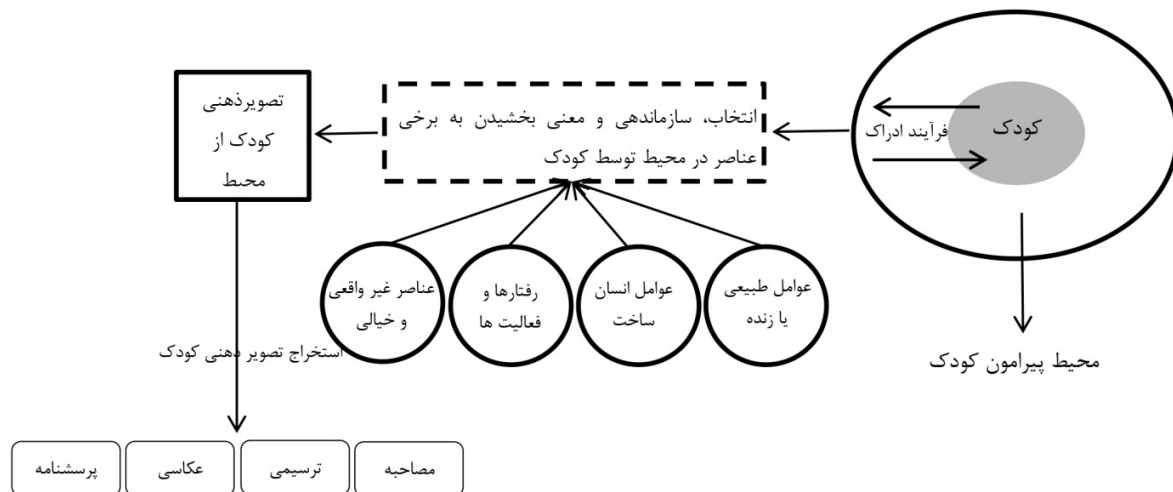 کودک
فرآیند ادراک
محیط پیرامون کودک
انتخاب، سازماندهی و معنی بخشیدن به برخی
عناصر در محیط توسط کودک
عوامل طبیعی
یا زنده
عوامل انسان
ساخت
رفتارها و
فعالیت ها
عناصر غیر واقعی
و خیالی
تصویرذهنی
کودک از
محیط
استخراج تصویر ذهنی کودک
مصاحبه
ترسیمی
عکاسی
پرسشنامه